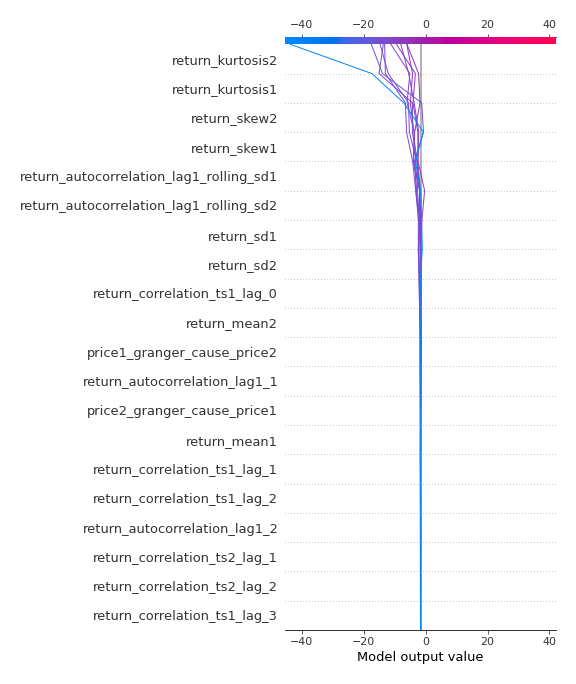 −40 −20 0 20 40
return_kurtosis2
return_kurtosis1
return_skew2
return_skew1
return_autocorrelation_lag1_rolling_sd1
return_autocorrelation_lag1_rolling_sd2
return_sd1
return_sd2
return_correlation_ts1_lag_0
return_mean2
price1_granger_cause_price2
return_autocorrelation_lag1_1
price2_granger_cause_price1
return_mean1
return_correlation_ts1_lag_1
return_correlation_ts1_lag_2
return_autocorrelation_lag1_2
return_correlation_ts2_lag_1
return_correlation_ts2_lag_2
return_correlation_ts1_lag_3
−40 −20 0 20 40
Model output value